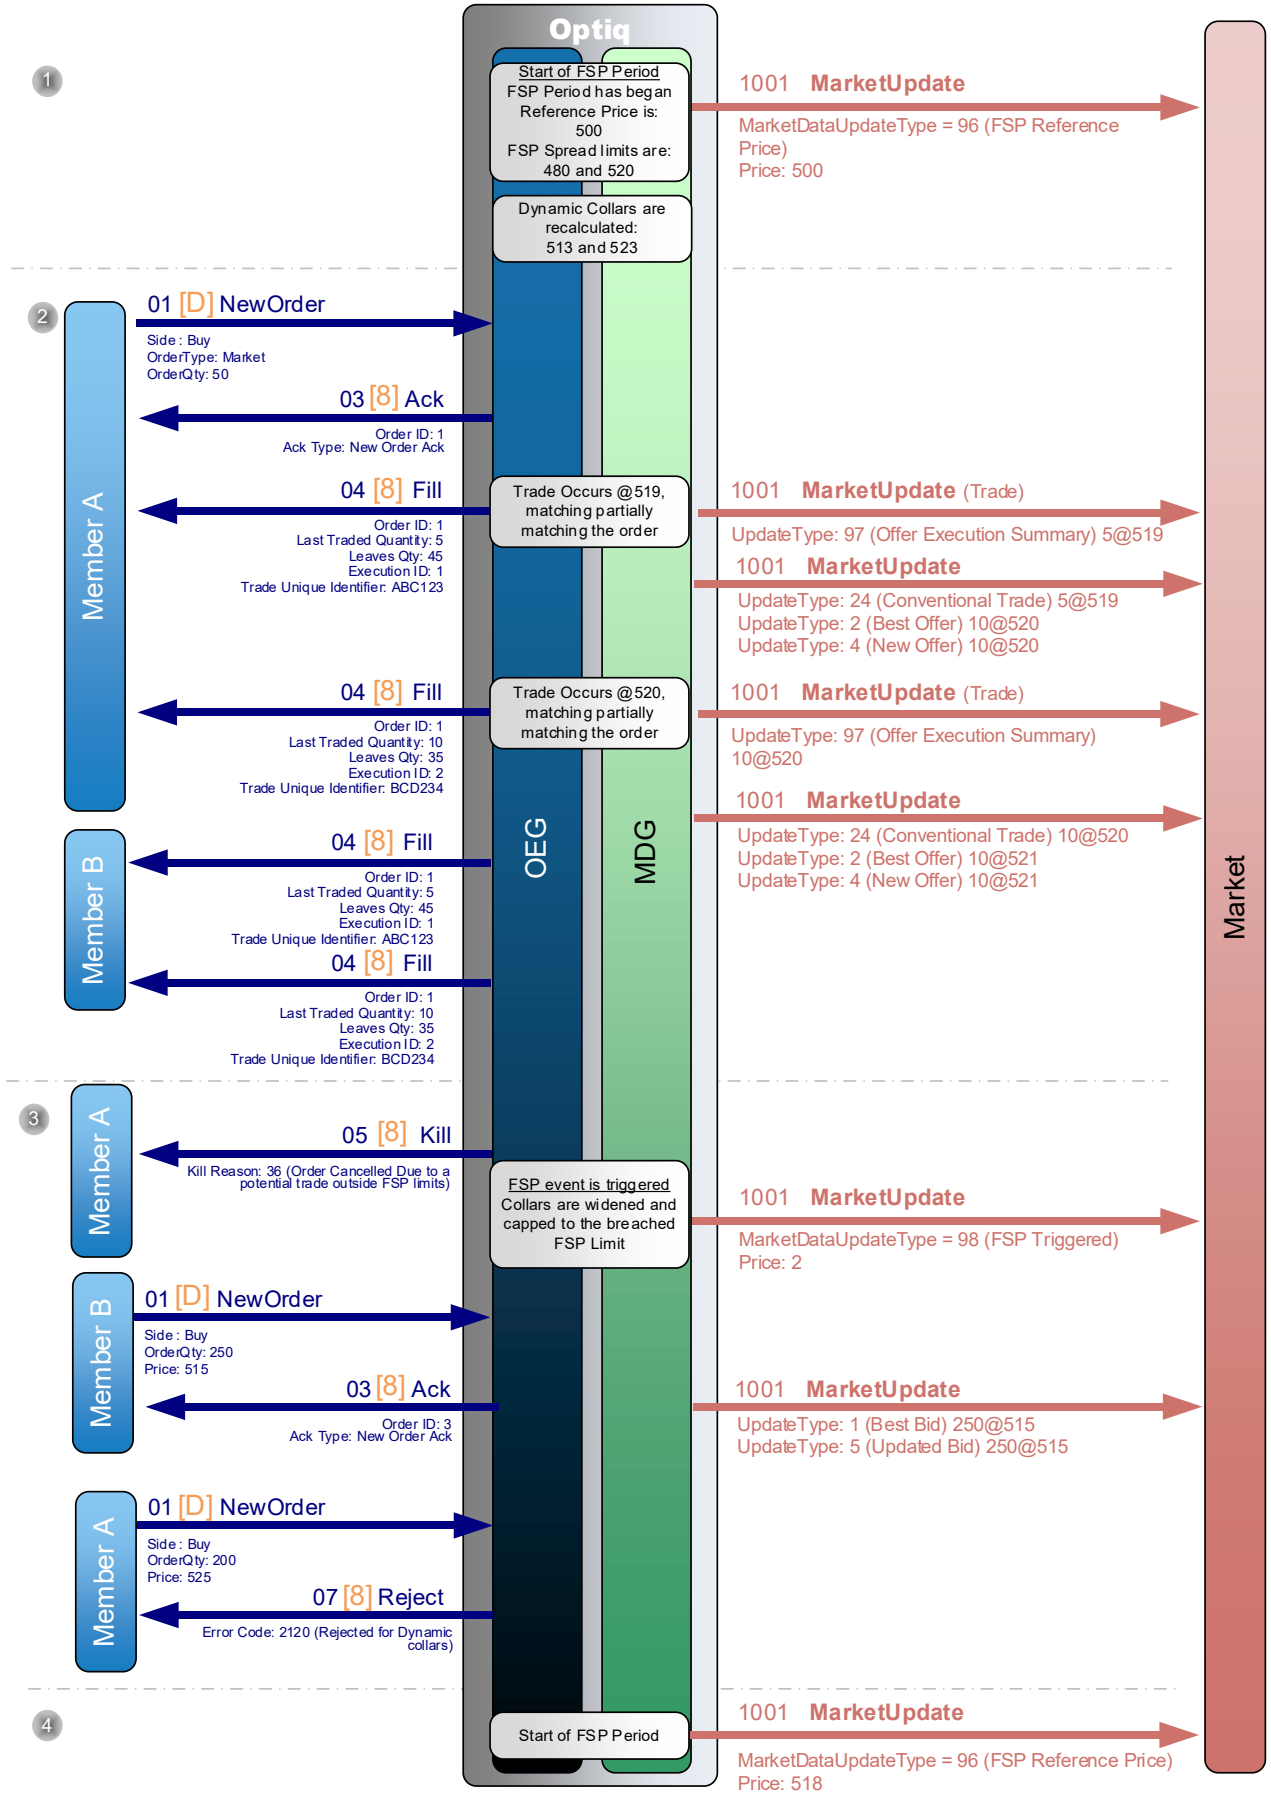 Optiq
1
Start of FSP Period
FSP Period has began
Reference Price is:
500
FSP Spread limits are:
480 and 520
1001 MarketUpdate
MarketDataUpdateType = 96 (FSP Reference
Price)
Price: 500
Dynamic Collars are
recalculated:
513 and 523
2
Member A
01 [D] NewOrder
Side : Buy
OrderType: Market
OrderQty: 50
03 [8] Ack
Order ID: 1
Ack Type: New Order Ack
04 [8] Fill
Order ID: 1
Last Traded Quantity: 5
Leaves Qty: 45
Execution ID: 1
Trade Unique Identifier: ABC123
Trade Occurs @519,
matching partially
matching the order
1001 MarketUpdate (Trade)
UpdateType: 97 (Offer Execution Summary) 5@519
1001 MarketUpdate
UpdateType: 24 (Conventional Trade) 5@519
UpdateType: 2 (Best Offer) 10@520
UpdateType: 4 (New Offer) 10@520
04 [8] Fill
Order ID: 1
Last Traded Quantity: 10
Leaves Qty: 35
Execution ID: 2
Trade Unique Identifier: BCD234
Trade Occurs @520,
matching partially
matching the order
1001 MarketUpdate (Trade)
UpdateType: 97 (Offer Execution Summary)
10@520
1001 MarketUpdate
UpdateType: 24 (Conventional Trade) 10@520
UpdateType: 2 (Best Offer) 10@521
UpdateType: 4 (New Offer) 10@521
OEG
MDG
Market
Member B
04 [8] Fill
Order ID: 1
Last Traded Quantity: 5
Leaves Qty: 45
Execution ID: 1
Trade Unique Identifier: ABC123
04 [8] Fill
Order ID: 1
Last Traded Quantity: 10
Leaves Qty: 35
Execution ID: 2
Trade Unique Identifier: BCD234
3
Member A
05 [8] Kill
Kill Reason: 36 (Order Cancelled Due to a
potential trade outside FSP limits)
FSP event is triggered
Collars are widened and
capped to the breached
FSP Limit
1001 MarketUpdate
MarketDataUpdateType = 98 (FSP Triggered)
Price: 2
Member B
01 [D] NewOrder
Side : Buy
OrderQty: 250
Price: 515
03 [8] Ack
Order ID: 3
Ack Type: New Order Ack
1001 MarketUpdate
UpdateType: 1 (Best Bid) 250@515
UpdateType: 5 (Updated Bid) 250@515
Member A
01 [D] NewOrder
Side : Buy
OrderQty: 200
Price: 525
07 [8] Reject
Error Code: 2120 (Rejected for Dynamic
collars)
4
Start of FSP Period
1001 MarketUpdate
MarketDataUpdateType = 96 (FSP Reference Price)
Price: 518